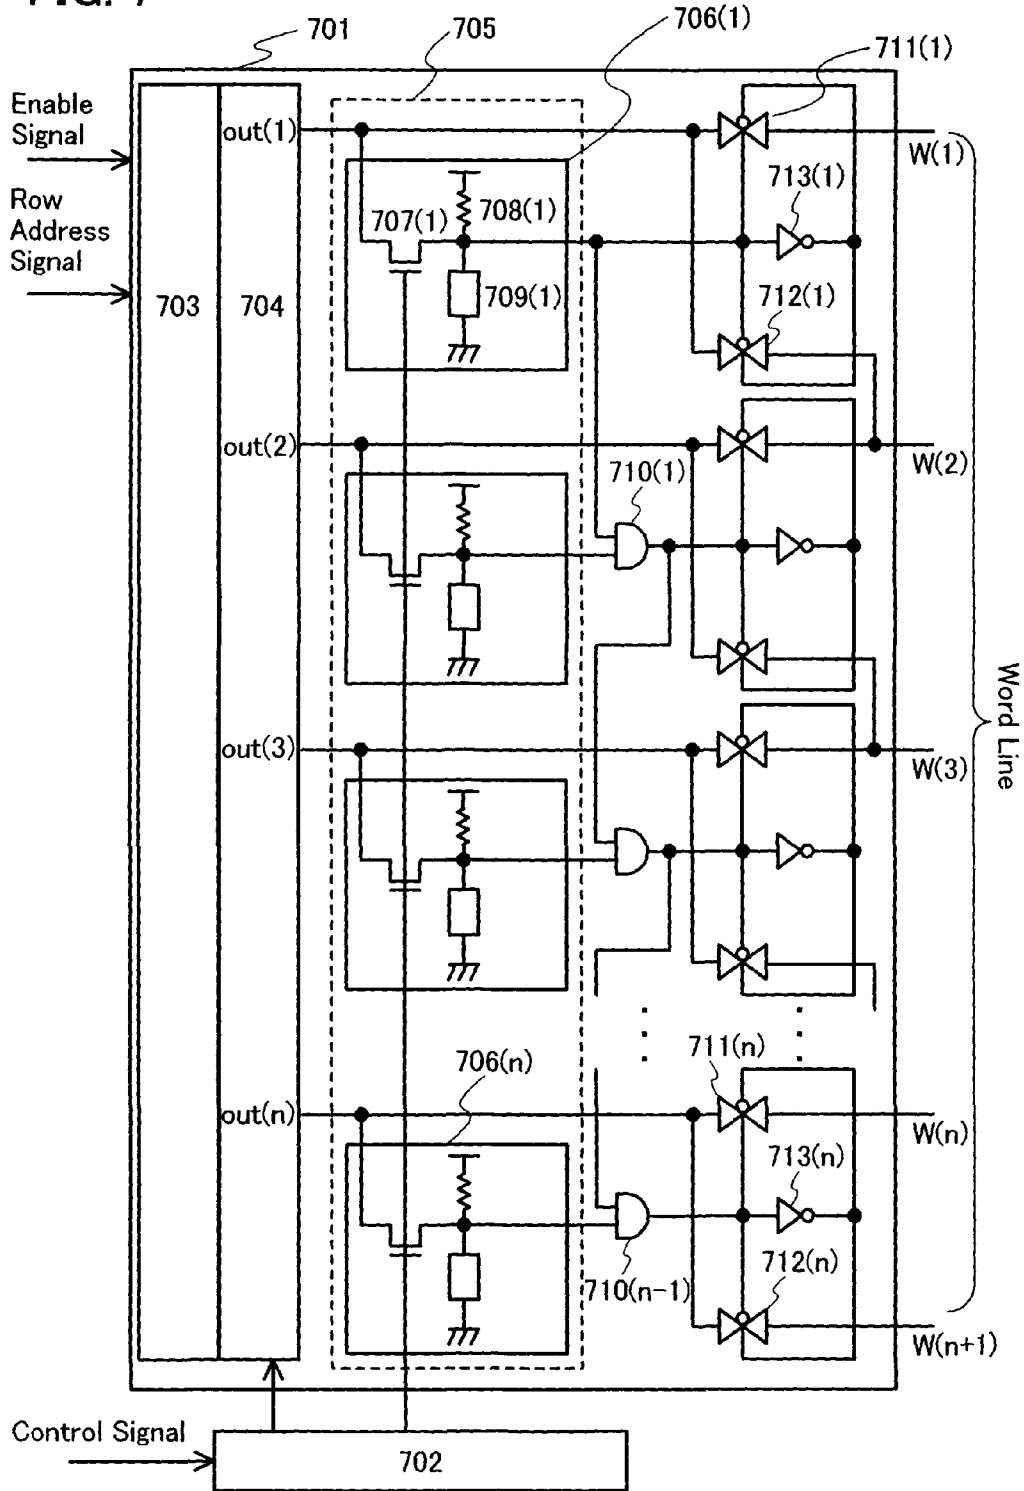 FIG. 7
701
705
706(1)
711(1)
Enable
Signal
out(1)
W(1)
Row
Address
Signal
707(1)
708(1)
713(1)
703
704
709(1)
712(1)
out(2)
710(1)
W(2)
out(3)
W(3)
Word Line
706(n)
711(n)
out(n)
W(n)
713(n)
710(n-1)
712(n)
W(n+1)
Control Signal
702